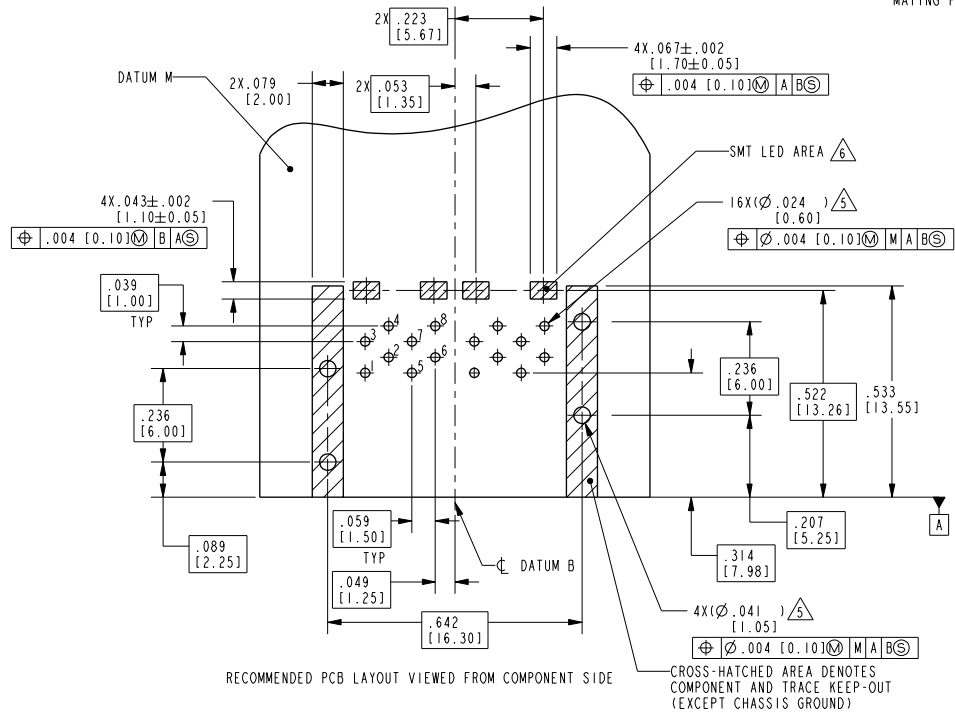 MATING P
2X .223
[5.67]
4X.067±.002
[1.70±0.05]
⌖ .004 [0.10]Ⓜ A BⓈ
DATUM M
2X.079
[2.00]
2X .053
[1.35]
SMT LED AREA 6
4X.043±.002
[1.10±0.05]
⌖ .004 [0.10]Ⓜ B AⓈ
16X(Ø.024 ) 5
[0.60]
⌖ Ø.004 [0.10]Ⓜ M A BⓈ
.039
[1.00]
TYP
4
8
3
7
2
6
1
5
.236
[6.00]
.236
[6.00]
.522
[13.26]
.533
[13.55]
.089
[2.25]
.059
[1.50]
TYP
.049
[1.25]
℄ DATUM B
.314
[7.98]
.207
[5.25]
A
.642
[16.30]
4X(Ø.041 ) 5
[1.05]
⌖ Ø.004 [0.10]Ⓜ M A BⓈ
RECOMMENDED PCB LAYOUT VIEWED FROM COMPONENT SIDE
CROSS-HATCHED AREA DENOTES
COMPONENT AND TRACE KEEP-OUT
(EXCEPT CHASSIS GROUND)